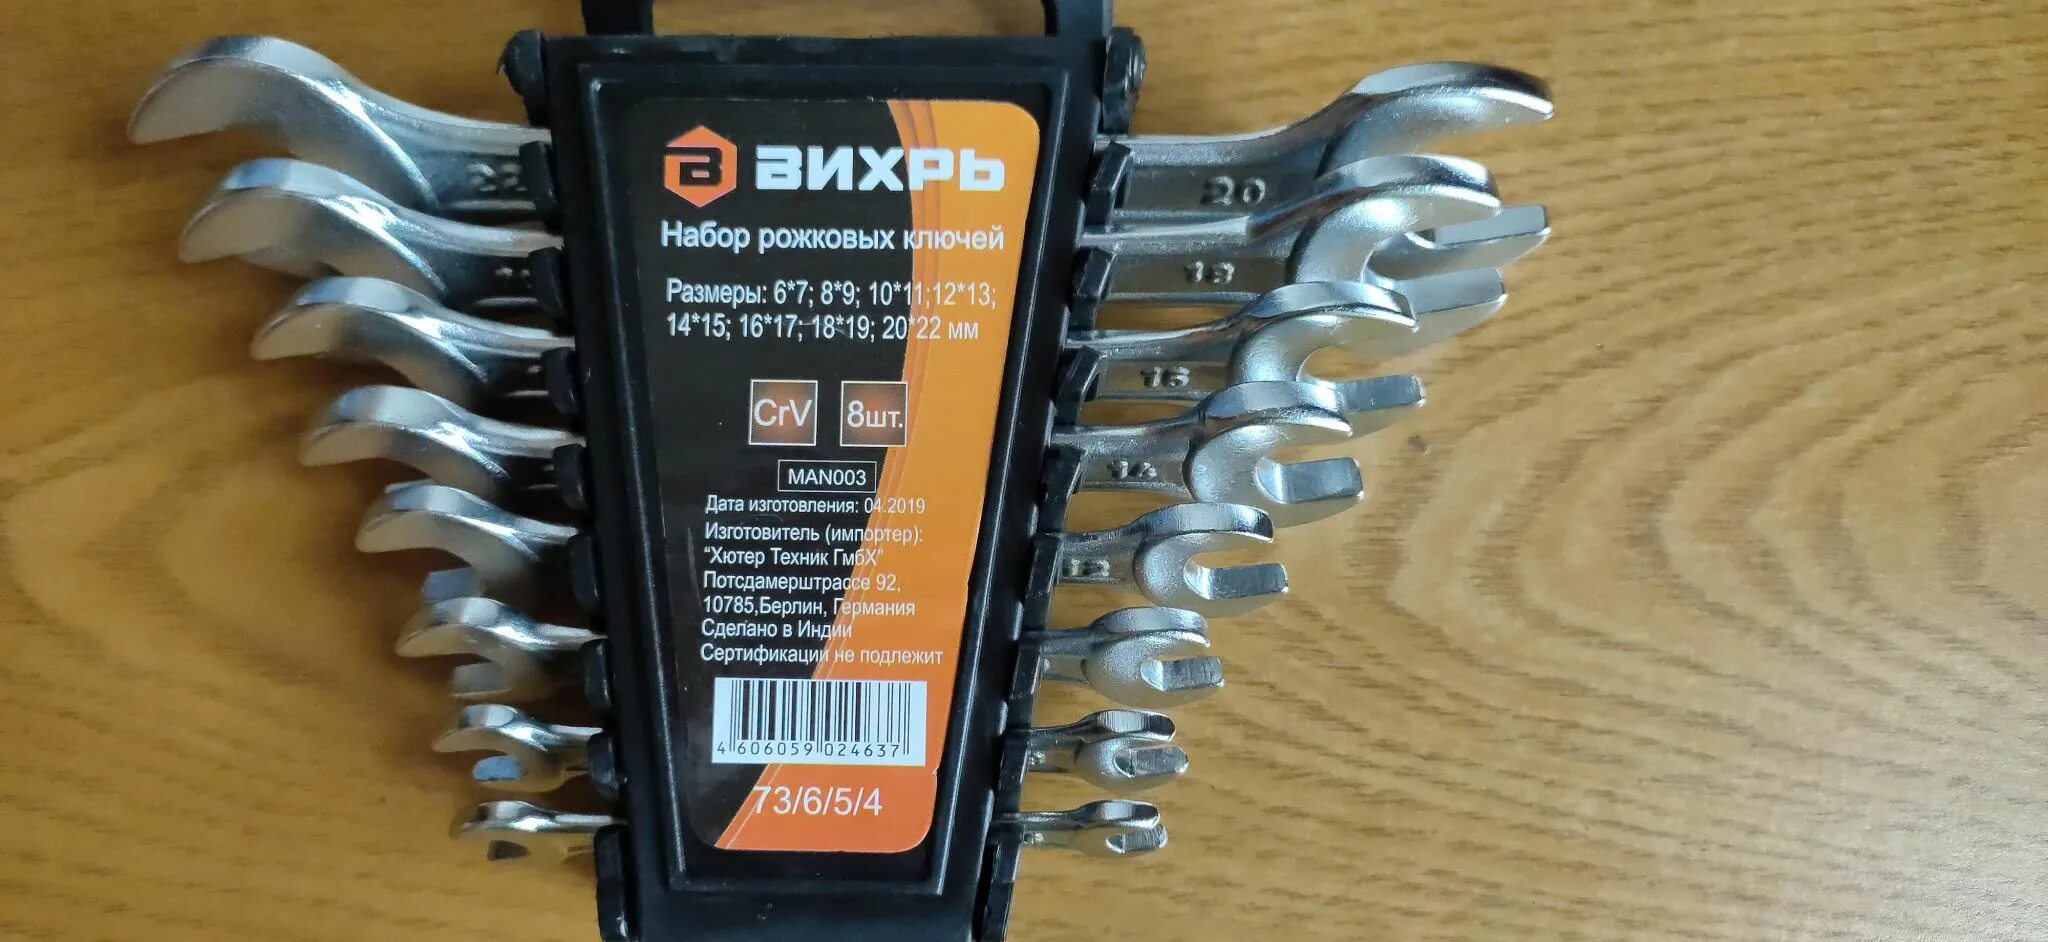 В ВИХРЬ
Набор рожковых ключей
Размеры: 6*7; 8*9; 10*11;12*13;
14*15; 16*17; 18*19; 20*22 мм
CrV 8шт.
MAN003
Дата изготовления: 04.2019
Изготовитель (импортер):
“Хютер Техник ГмбХ”
Потсдамерштрассе 92,
10785,Берлин, Германия
Сделано в Индии
Сертификации не подлежит
4 606059 024637
73/6/5/4
20
18
16
14
12